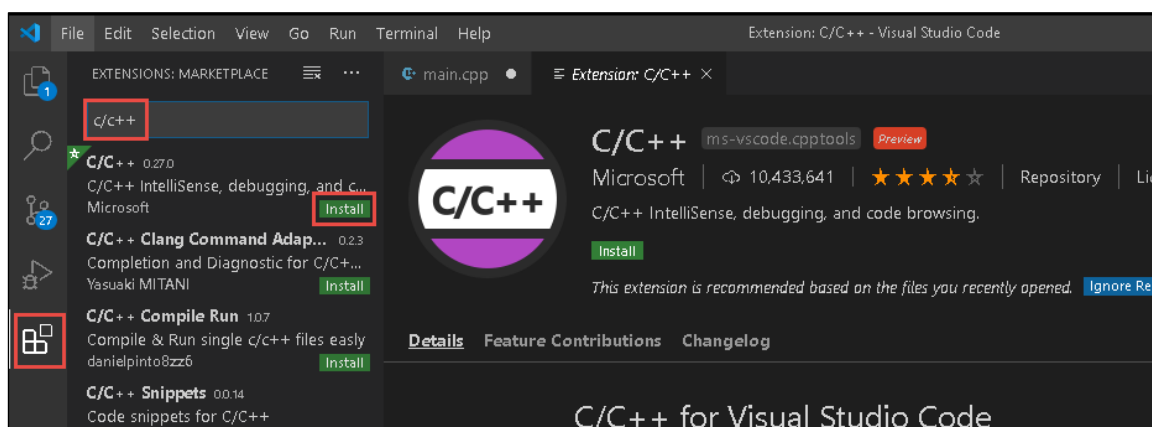 File Edit Selection View Go Run Terminal Help
Extension: C/C++ - Visual Studio Code
1
27
EXTENSIONS: MARKETPLACE
c/c++
C/C++ 0.27.0
C/C++ IntelliSense, debugging, and c...
Microsoft Install
C/C++ Clang Command Adap... 0.2.3
Completion and Diagnostic for C/C+...
Yasuaki MITANI Install
C/C++ Compile Run 1.0.7
Compile & Run single c/c++ files easly
danielpinto8zz6 Install
C/C++ Snippets 0.0.14
Code snippets for C/C++
main.cpp
Extension: C/C++
C/C++
C/C++ ms-vscode.cpptools Preview
Microsoft 10,433,641 Repository Li
C/C++ IntelliSense, debugging, and code browsing.
Install
This extension is recommended based on the files you recently opened. Ignore Re
Details Feature Contributions Changelog
C/C++ for Visual Studio Code